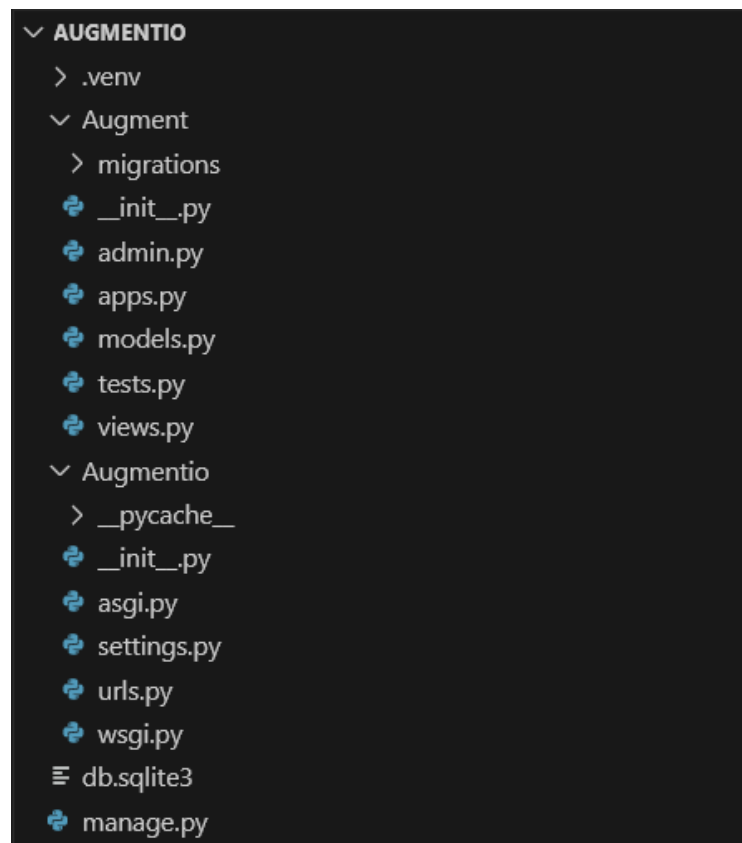 AUGMENTIO
.venv
Augment
migrations
__init__.py
admin.py
apps.py
models.py
tests.py
views.py
Augmentio
__pycache__
__init__.py
asgi.py
settings.py
urls.py
wsgi.py
db.sqlite3
manage.py